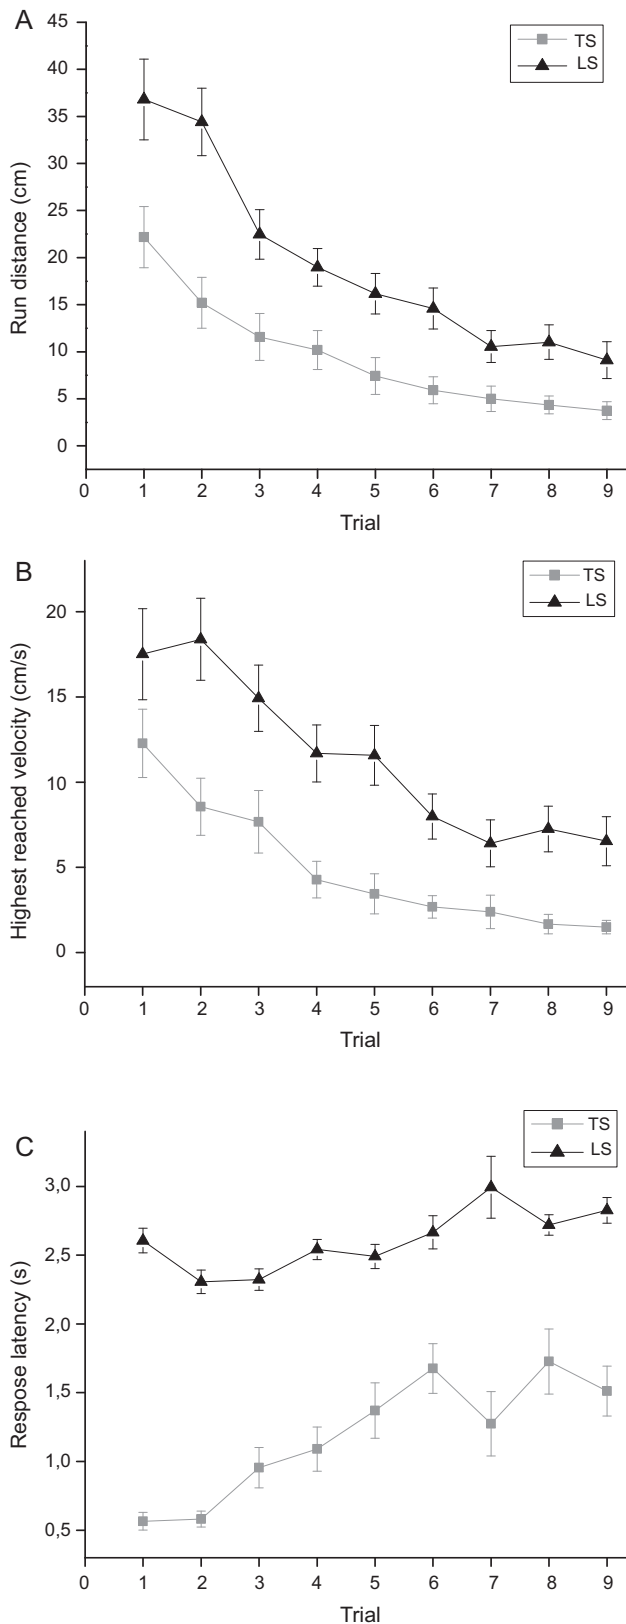 A
TS
LS
45
40
35
30
25
20
15
10
5
0
Run distance (cm)
0 1 2 3 4 5 6 7 8 9
Trial
B
TS
LS
20
15
10
5
0
Highest reached velocity (cm/s)
0 1 2 3 4 5 6 7 8 9
Trial
C
TS
LS
3,0
2,5
2,0
1,5
1,0
0,5
Respose latency (s)
0 1 2 3 4 5 6 7 8 9
Trial